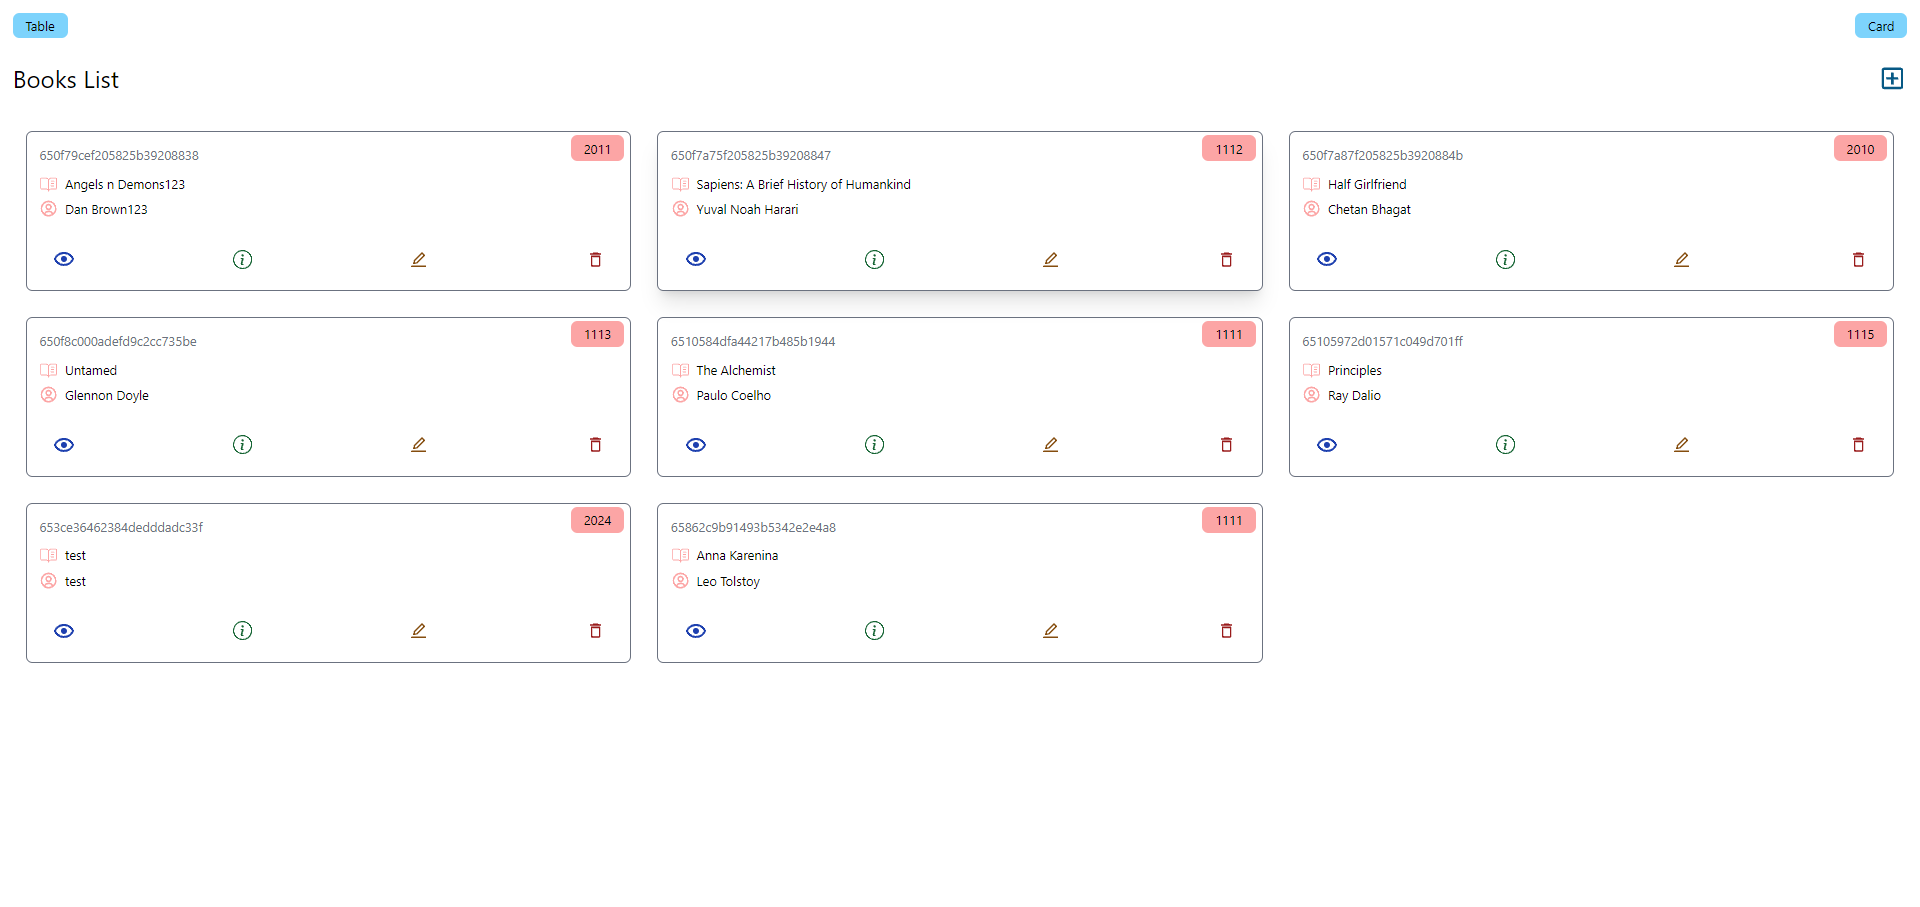 Table
Card
Books List
650f79cef205825b39208838
2011
Angels n Demons123
Dan Brown123
650f7a75f205825b39208847
1112
Sapiens: A Brief History of Humankind
Yuval Noah Harari
650f7a87f205825b3920884b
2010
Half Girlfriend
Chetan Bhagat
650f8c000adefd9c2cc735be
1113
Untamed
Glennon Doyle
6510584dfa44217b485b1944
1111
The Alchemist
Paulo Coelho
65105972d01571c049d701ff
1115
Principles
Ray Dalio
653ce36462384dedddadc33f
2024
test
test
65862c9b91493b5342e2e4a8
1111
Anna Karenina
Leo Tolstoy